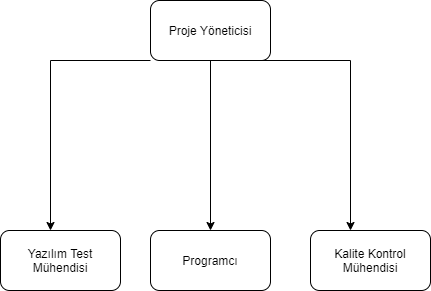 Proje Yöneticisi
Yazılım Test
Mühendisi
Programcı
Kalite Kontrol
Mühendisi